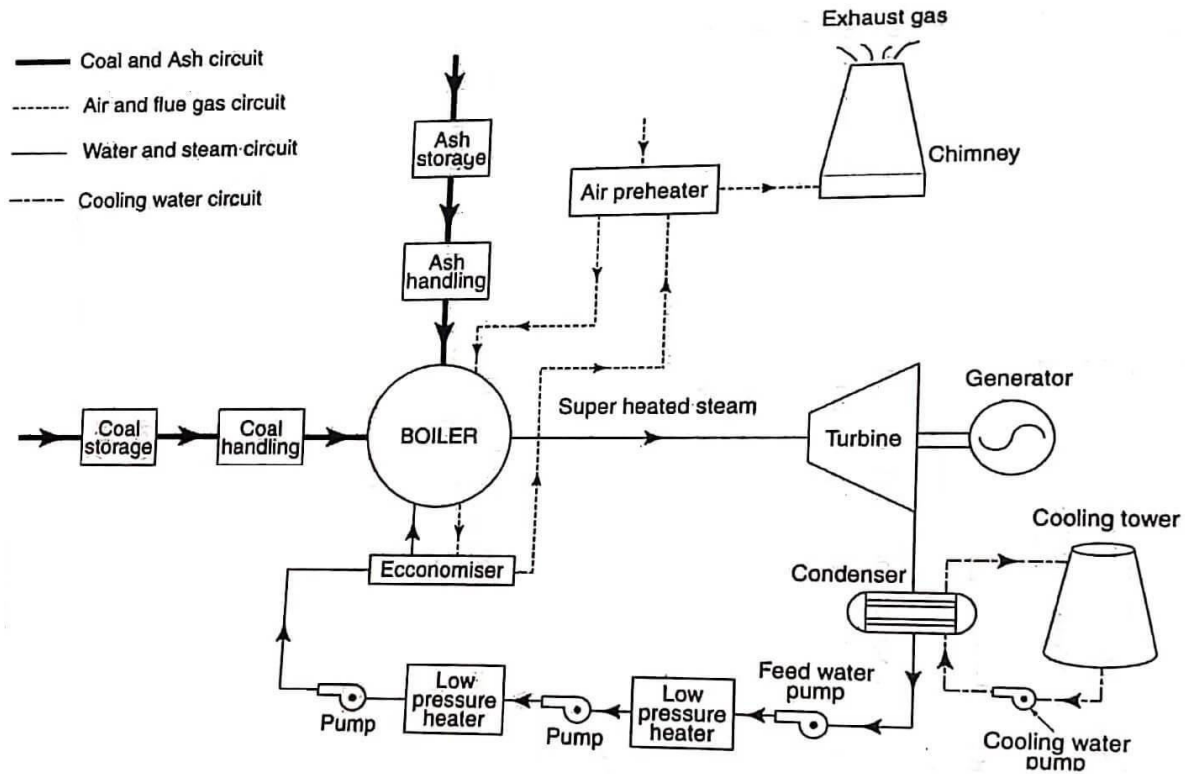 Exhaust gas
Coal and Ash circuit
Air and flue gas circuit
Water and steam circuit
Cooling water circuit
Ash
storage
Air preheater
Chimney
Ash
handling
Super heated steam
Generator
Coal
storage
Coal
handling
BOILER
Turbine
Cooling tower
Ecconomiser
Condenser
Low
pressure
heater
Pump
Low
pressure
heater
Pump
Feed water
pump
Cooling water
pump